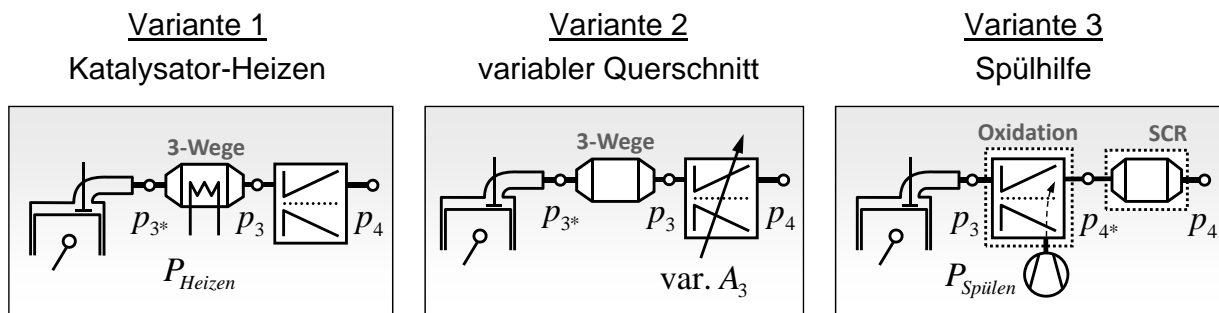 Variante 1
Katalysator-Heizen
3-Wege
p3*
p3
p4
PHeizen
Variante 2
variabler Querschnitt
3-Wege
p3*
p3
p4
var. A3
Variante 3
Spülhilfe
Oxidation
SCR
p3
p4*
p4
PSpülen